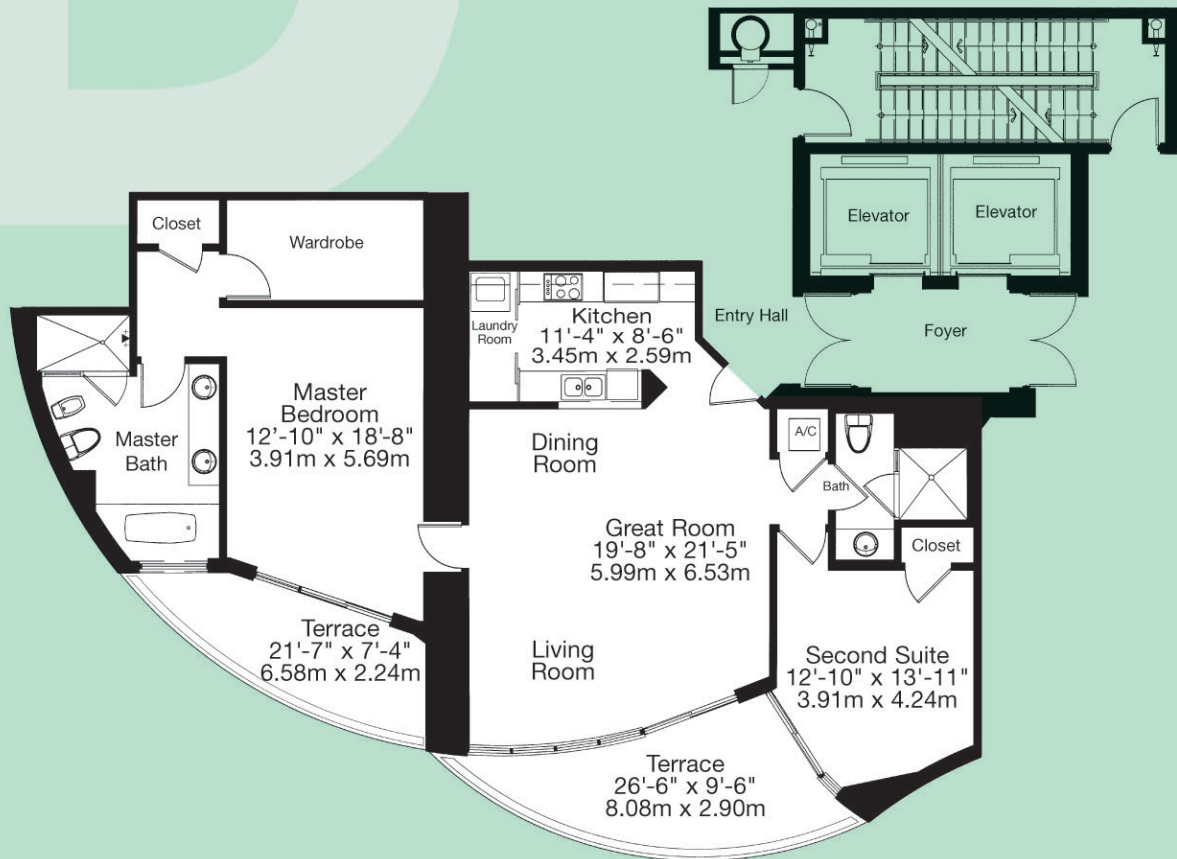 Elevator
Elevator
Closet
Wardrobe
Entry Hall
Foyer
Laundry
Room
Kitchen
11'-4" x 8'-6"
3.45m x 2.59m
Master
Bedroom
12’-10" x 18'-8"
3.91m x 5.69m
Master
Bath
Dining
Room
A/C
Bath
Great Room
19'-8" x 21'-5"
5.99m x 6.53m
Closet
Terrace
21'-7" x 7'-4"
6.58m x 2.24m
Living
Room
Second Suite
12'-10" x 13'-11"
3.91m x 4.24m
Terrace
26'-6" x 9'-6"
8.08m x 2.90m